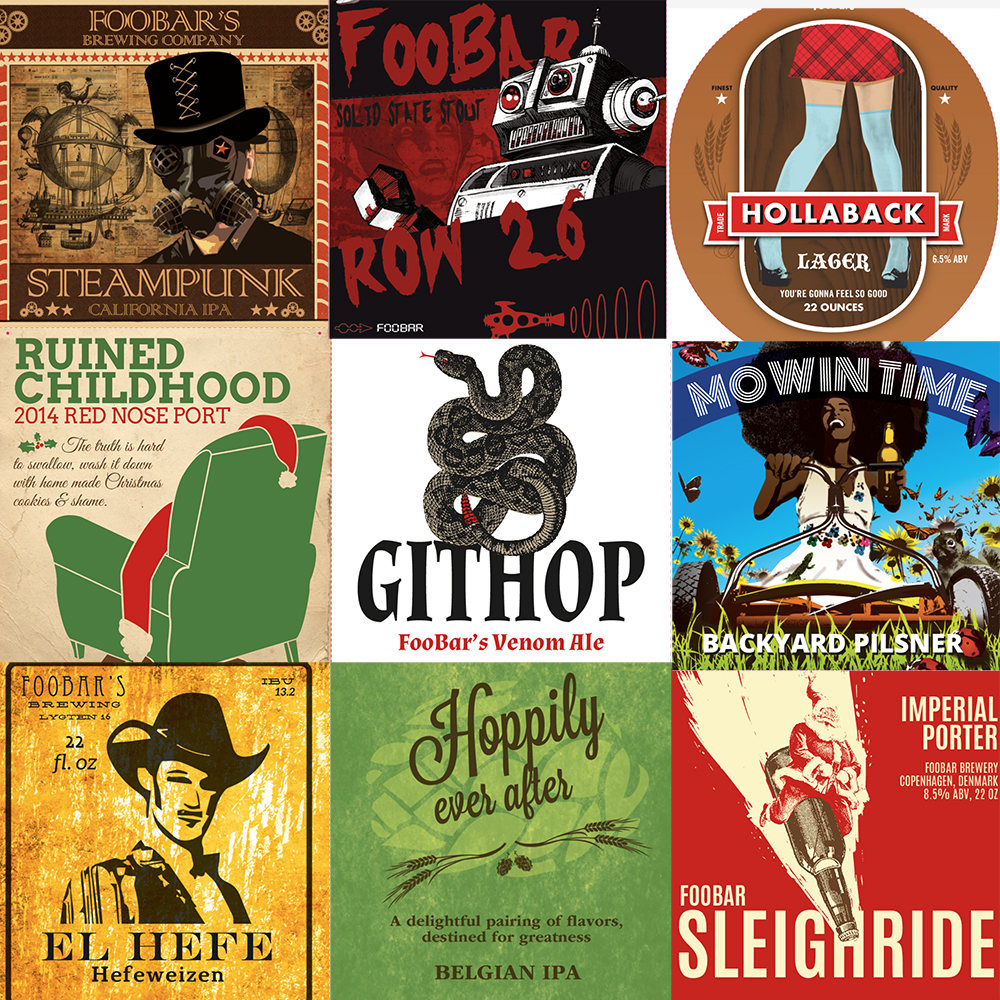 FOOBAR'S
BREWING COMPANY
STEAMPUNK
CALIFORNIA IPA
FOOBAR
SOLID STATE STOUT
ROW 26
FOOBAR
FINEST
QUALITY
TRADE
HOLLABACK
MARK
LAGER
6.5% ABV
YOU'RE GONNA FEEL SO GOOD
22 OUNCES
RUINED
CHILDHOOD
2014 RED NOSE PORT
The truth is hard
to swallow, wash it down
with home made Christmas
cookies & shame.
GITHOP
FooBar's Venom Ale
MOWIN TIME
BACKYARD PILSNER
FOOBAR'S
BREWING
LYGTEN 16
IBU
13.2
22
fl. oz
EL HEFE
Hefeweizen
Hoppily
ever after
A delightful pairing of flavors,
destined for greatness
BELGIAN IPA
IMPERIAL
PORTER
FOOBAR BREWERY
COPENHAGEN, DENMARK
8.5% ABV, 22 OZ
FOOBAR
SLEIGHRIDE